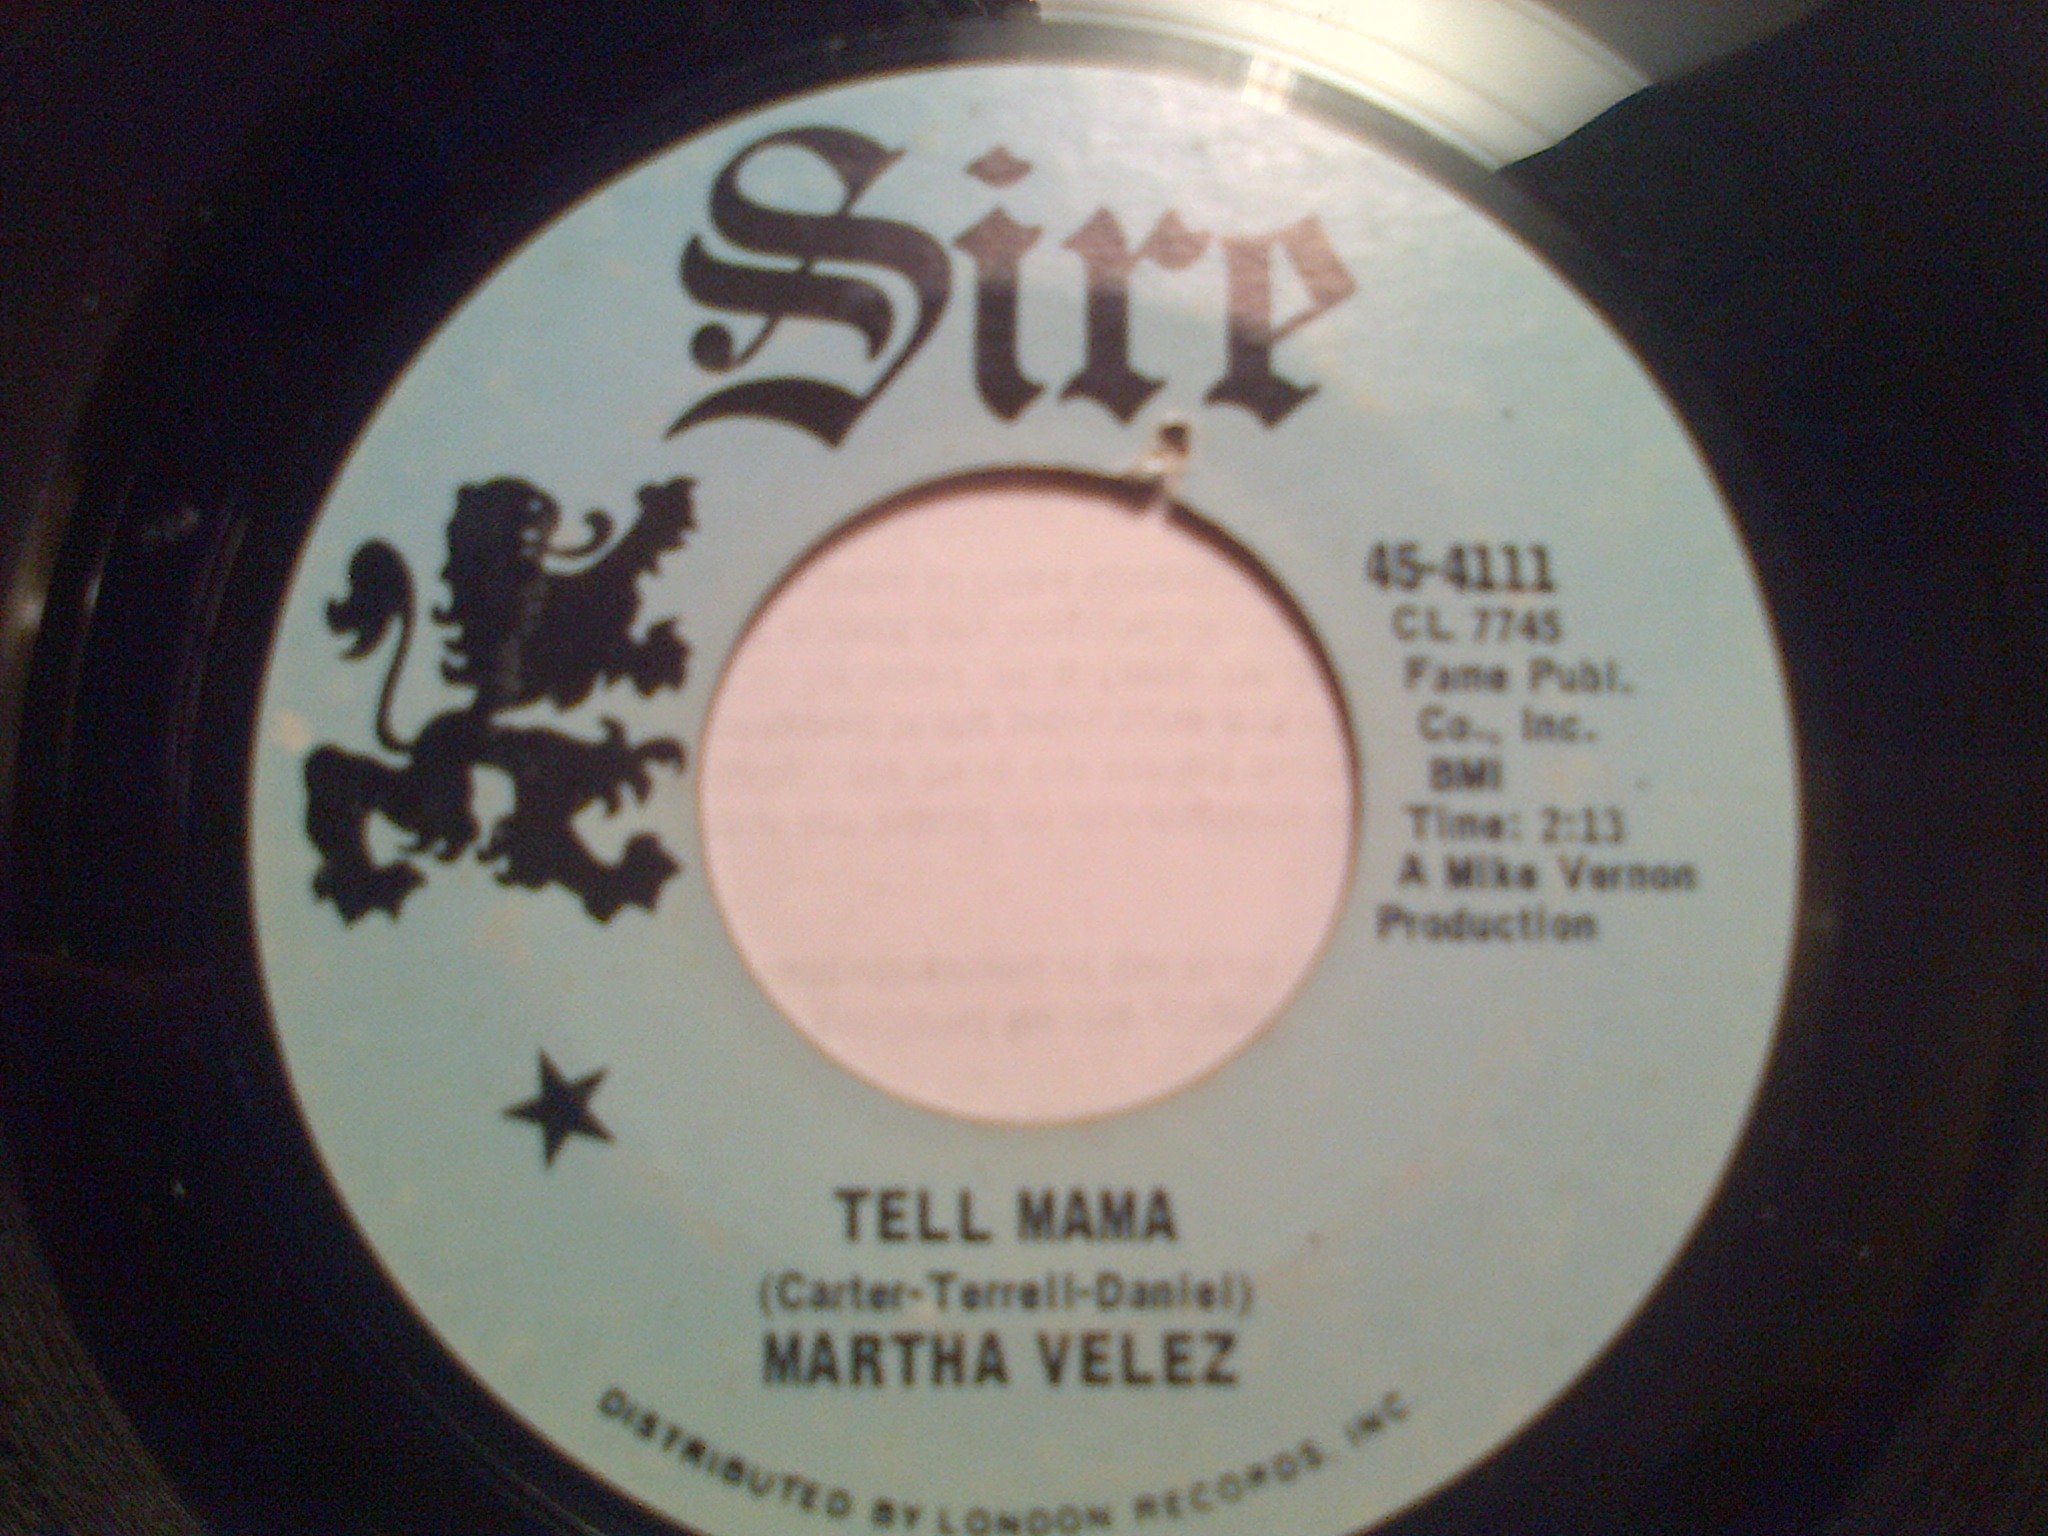 Sire
45-4111
CL 7745
Fame Publ.
Co., Inc.
BMI
Time: 2:13
A Mike Vernon
Production
TELL MAMA
(Carter-Terrell-Daniel)
MARTHA VELEZ
DISTRIBUTED BY LONDON RECORDS, INC